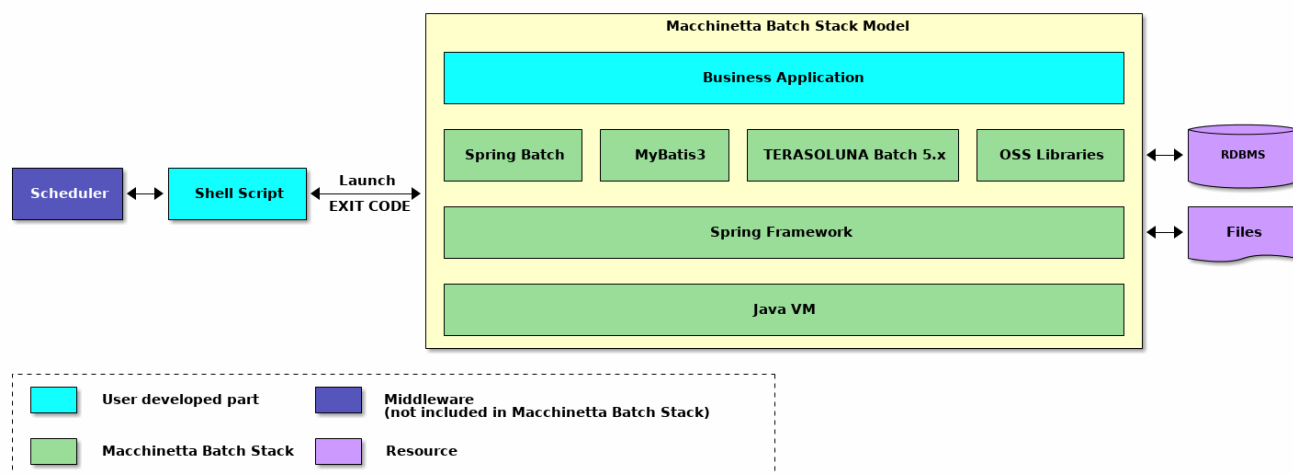 Macchinetta Batch Stack Model
Business Application
Spring Batch
MyBatis3
TERASOLUNA Batch 5.x
OSS Libraries
RDBMS
Scheduler
Shell Script
Launch
EXIT CODE
Spring Framework
Files
Java VM
User developed part
Middleware
(not included in Macchinetta Batch Stack)
Macchinetta Batch Stack
Resource